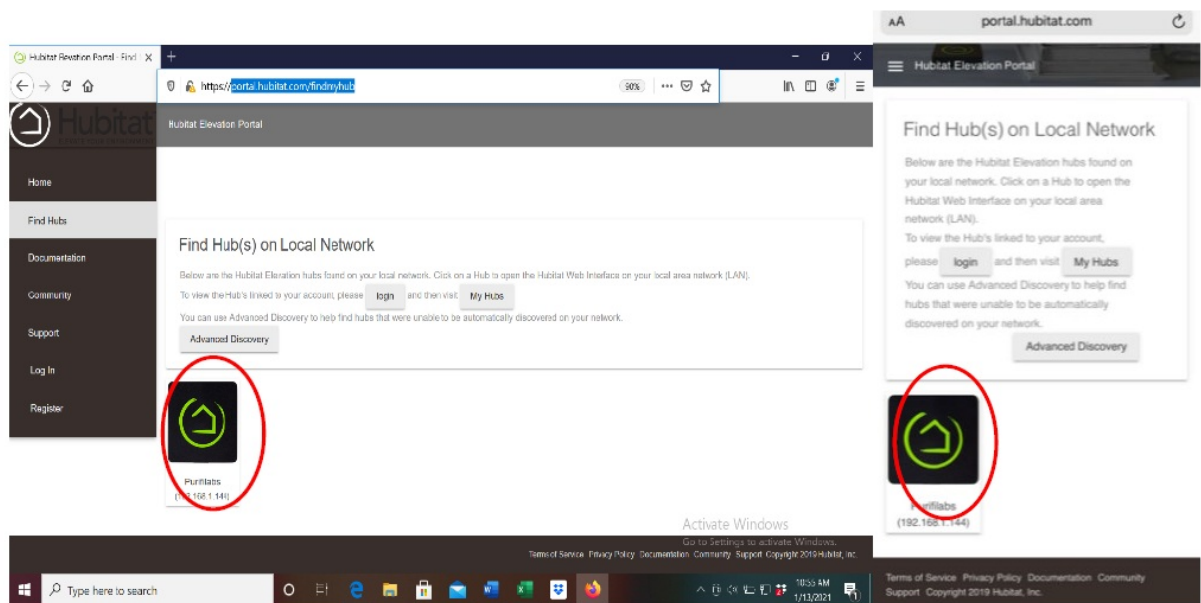 Hubitat Elevation Portal - Find
https://portal.hubitat.com/findmyhub
90%
Hubitat
Hubitat Elevation Portal
Home
Find Hubs
Documentation
Community
Support
Log In
Register
Find Hub(s) on Local Network
Below are the Hubitat Elevation hubs found on your local network. Click on a Hub to open the Hubitat Web Interface on your local area network (LAN).
To view the Hub's linked to your account, please login and then visit My Hubs
You can use Advanced Discovery to help find hubs that were unable to be automatically discovered on your network.
Advanced Discovery
Purifilabs
(192.168.1.144)
Activate Windows
Go to Settings to activate Windows.
Terms of Service Privacy Policy Documentation Community Support Copyright 2019 Hubitat, Inc.
Type here to search
10:55 AM
1/13/2021
AA portal.hubitat.com
Hubitat Elevation Portal
Find Hub(s) on Local Network
Below are the Hubitat Elevation hubs found on
your local network. Click on a Hub to open the
Hubitat Web Interface on your local area
network (LAN).
To view the Hub's linked to your account,
please login and then visit My Hubs
You can use Advanced Discovery to help find
hubs that were unable to be automatically
discovered on your network.
Advanced Discovery
Purifilabs
(192.168.1.144)
Terms of Service Privacy Policy Documentation Community
Support Copyright 2019 Hubitat, Inc.